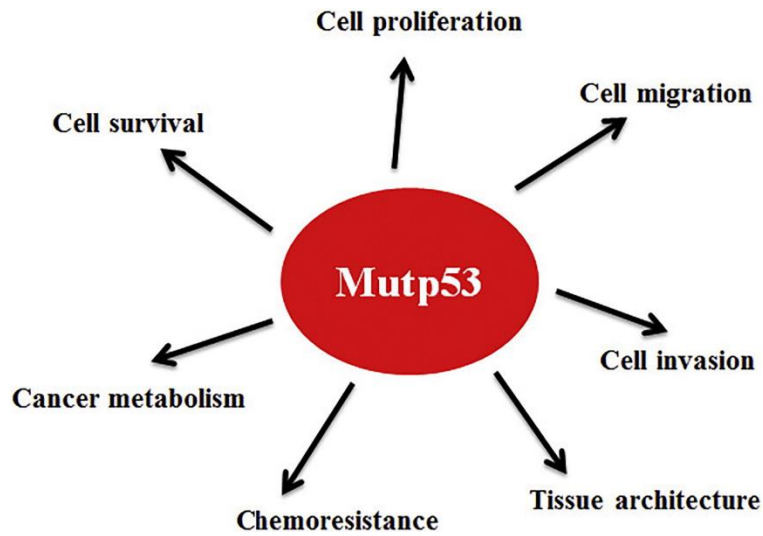 Cell proliferation
Cell migration
Cell survival
Mutp53
Cell invasion
Cancer metabolism
Tissue architecture
Chemoresistance